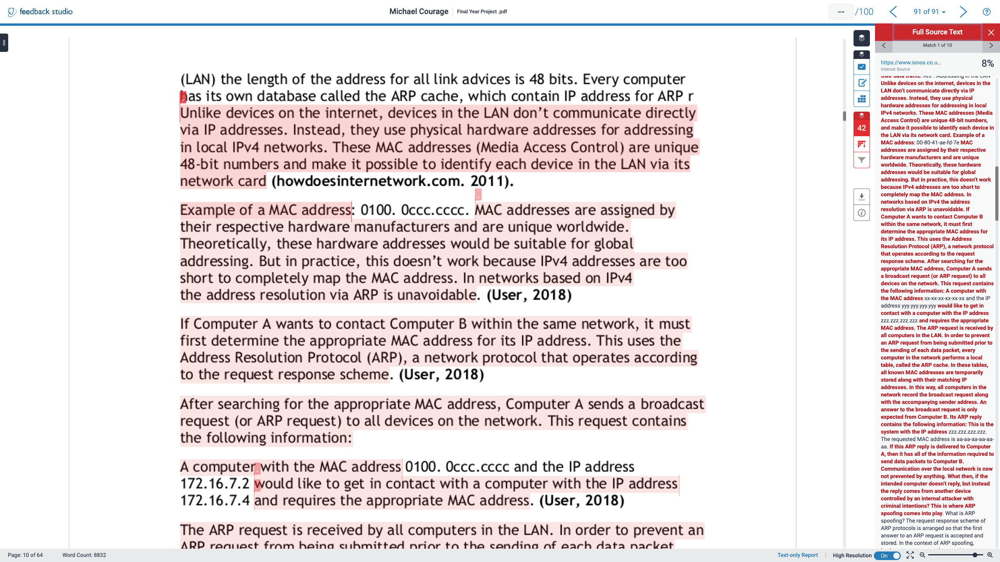 feedback studio
Michael Courage
Final Year Project .pdf
-- /100
91 of 91
(LAN) the length of the address for all link advices is 48 bits. Every computer
has its own database called the ARP cache, which contain IP address for ARP r
Unlike devices on the internet, devices in the LAN don’t communicate directly
via IP addresses. Instead, they use physical hardware addresses for addressing
in local IPv4 networks. These MAC addresses (Media Access Control) are unique
48-bit numbers and make it possible to identify each device in the LAN via its
network card (howdoesinternetwork.com. 2011).
Example of a MAC address: 0100. 0ccc.cccc. MAC addresses are assigned by
their respective hardware manufacturers and are unique worldwide.
Theoretically, these hardware addresses would be suitable for global
addressing. But in practice, this doesn’t work because IPv4 addresses are too
short to completely map the MAC address. In networks based on IPv4
the address resolution via ARP is unavoidable. (User, 2018)
If Computer A wants to contact Computer B within the same network, it must
first determine the appropriate MAC address for its IP address. This uses the
Address Resolution Protocol (ARP), a network protocol that operates according
to the request response scheme. (User, 2018)
After searching for the appropriate MAC address, Computer A sends a broadcast
request (or ARP request) to all devices on the network. This request contains
the following information:
A computer with the MAC address 0100. 0ccc.cccc and the IP address
172.16.7.2 would like to get in contact with a computer with the IP address
172.16.7.4 and requires the appropriate MAC address. (User, 2018)
The ARP request is received by all computers in the LAN. In order to prevent an
ARP request from being submitted prior to the sending of each data packet
42
Full Source Text
Match 1 of 10
https://www.ionos.co.u...
8%
Internet Source
their data traffic. ARP: Addressing in the LAN
Unlike devices on the internet, devices in the
LAN don’t communicate directly via IP
addresses. Instead, they use physical
hardware addresses for addressing in local
IPv4 networks. These MAC addresses (Media
Access Control) are unique 48-bit numbers,
and make it possible to identify each device in
the LAN via its network card. Example of a
MAC address: 00-80-41-ae-fd-7e MAC
addresses are assigned by their respective
hardware manufacturers and are unique
worldwide. Theoretically, these hardware
addresses would be suitable for global
addressing. But in practice, this doesn’t work
because IPv4 addresses are too short to
completely map the MAC address. In
networks based on IPv4 the address
resolution via ARP is unavoidable. If
Computer A wants to contact Computer B
within the same network, it must first
determine the appropriate MAC address for
its IP address. This uses the Address
Resolution Protocol (ARP), a network protocol
that operates according to the request
response scheme. After searching for the
appropriate MAC address, Computer A sends
a broadcast request (or ARP request) to all
devices on the network. This request contains
the following information: A computer with
the MAC address xx-xx-xx-xx-xx-xx and the IP
address yyy.yyy.yyy.yyy would like to get in
contact with a computer with the IP address
zzz.zzz.zzz.zzz and requires the appropriate
MAC address. The ARP request is received by
all computers in the LAN. In order to prevent
an ARP request from being submitted prior to
the sending of each data packet, every
computer in the network performs a local
table, called the ARP cache. In these tables,
all known MAC addresses are temporarily
stored along with their matching IP
addresses. In this way, all computers in the
network record the broadcast request along
with the accompanying sender address. An
answer to the broadcast request is only
expected from Computer B. Its ARP reply
contains the following information: This is the
system with the IP address zzz.zzz.zzz.zzz.
The requested MAC address is aa-aa-aa-aa-aa-
aa. If this ARP reply is delivered to Computer
A, then it has all of the information required to
send data packets to Computer B.
Communication over the local network is now
not prevented by anything. What then, if the
intended computer doesn’t reply, but instead
the reply comes from another device
controlled by an internal attacker with
criminal intentions? This is where ARP
spoofing comes into play. What is ARP
spoofing? The request response scheme of
ARP protocols is arranged so that the first
answer to an ARP request is accepted and
stored. In the context of ARP spoofing,
Page: 10 of 64
Word Count: 8832
Text-only Report
High Resolution
On